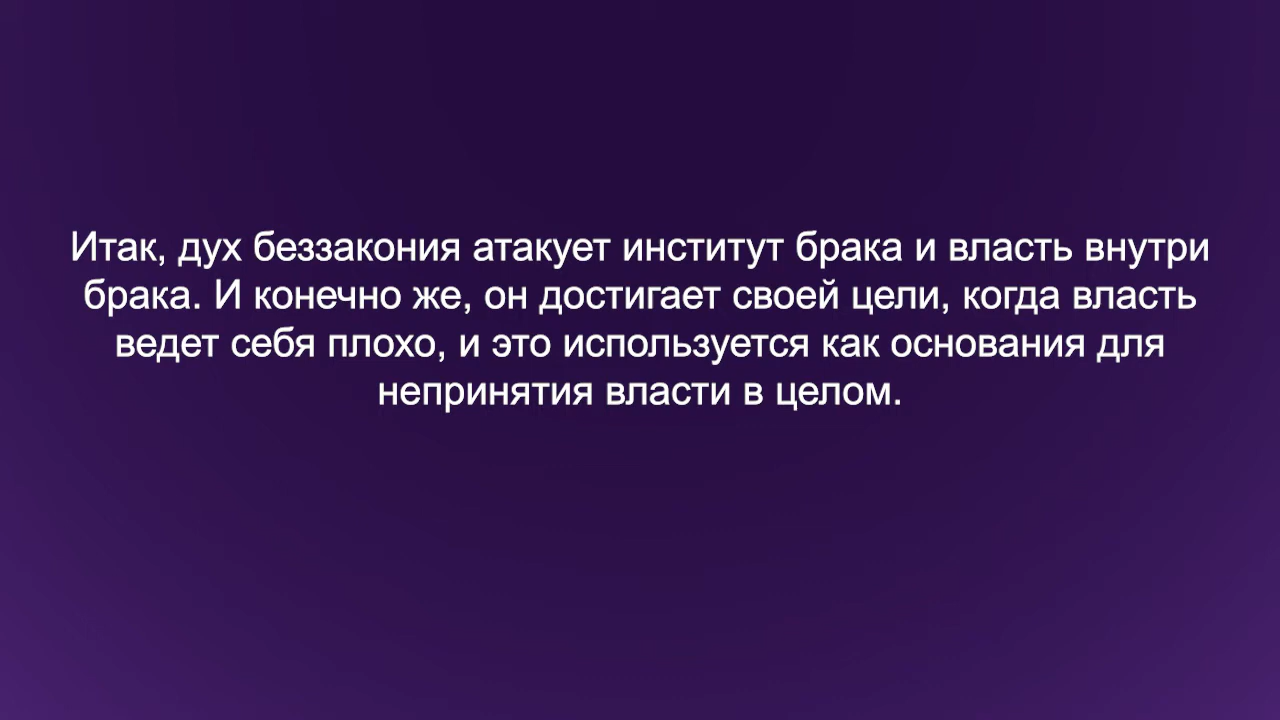 Итак, дух беззакония атакует институт брака и власть внутри
брака. И конечно же, он достигает своей цели, когда власть
ведет себя плохо, и это используется как основания для
непринятия власти в целом.